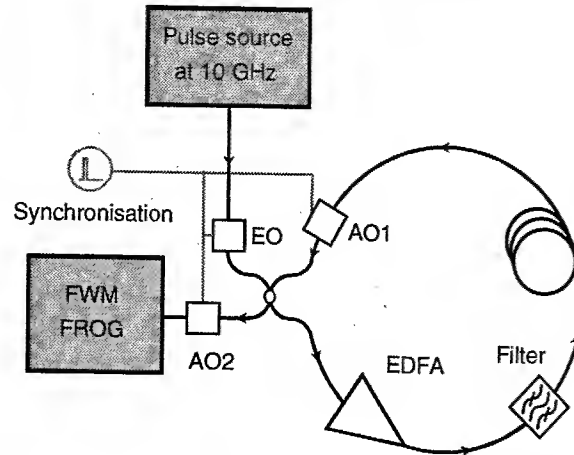 Pulse source
at 10 GHz
Synchronisation
EO
AO1
FWM
FROG
AO2
EDFA
Filter